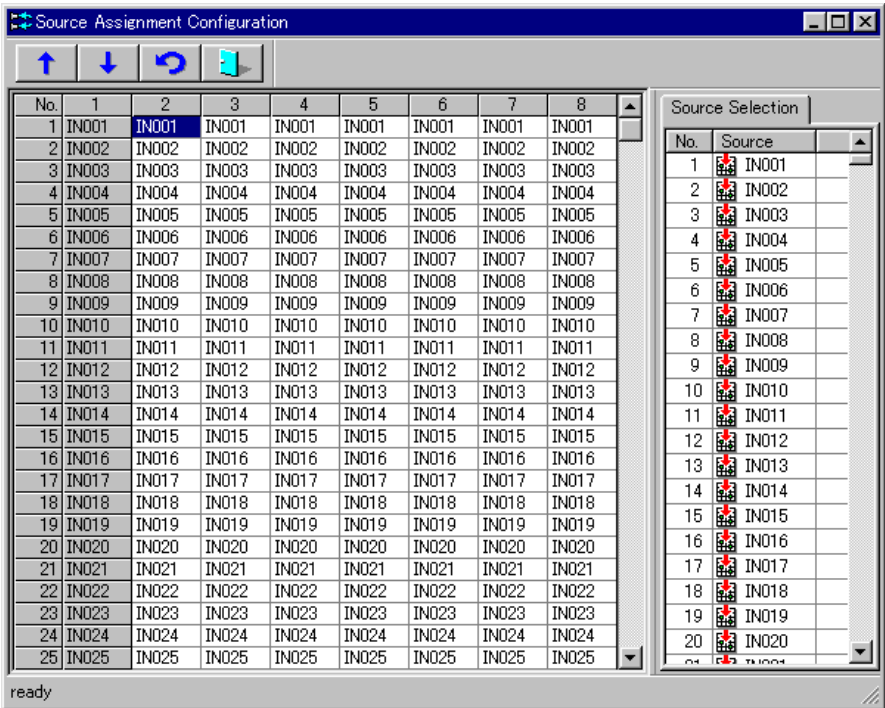 Source Assignment Configuration
No. 1 2 3 4 5 6 7 8
1 IN001 IN001 IN001 IN001 IN001 IN001 IN001 IN001
2 IN002 IN002 IN002 IN002 IN002 IN002 IN002 IN002
3 IN003 IN003 IN003 IN003 IN003 IN003 IN003 IN003
4 IN004 IN004 IN004 IN004 IN004 IN004 IN004 IN004
5 IN005 IN005 IN005 IN005 IN005 IN005 IN005 IN005
6 IN006 IN006 IN006 IN006 IN006 IN006 IN006 IN006
7 IN007 IN007 IN007 IN007 IN007 IN007 IN007 IN007
8 IN008 IN008 IN008 IN008 IN008 IN008 IN008 IN008
9 IN009 IN009 IN009 IN009 IN009 IN009 IN009 IN009
10 IN010 IN010 IN010 IN010 IN010 IN010 IN010 IN010
11 IN011 IN011 IN011 IN011 IN011 IN011 IN011 IN011
12 IN012 IN012 IN012 IN012 IN012 IN012 IN012 IN012
13 IN013 IN013 IN013 IN013 IN013 IN013 IN013 IN013
14 IN014 IN014 IN014 IN014 IN014 IN014 IN014 IN014
15 IN015 IN015 IN015 IN015 IN015 IN015 IN015 IN015
16 IN016 IN016 IN016 IN016 IN016 IN016 IN016 IN016
17 IN017 IN017 IN017 IN017 IN017 IN017 IN017 IN017
18 IN018 IN018 IN018 IN018 IN018 IN018 IN018 IN018
19 IN019 IN019 IN019 IN019 IN019 IN019 IN019 IN019
20 IN020 IN020 IN020 IN020 IN020 IN020 IN020 IN020
21 IN021 IN021 IN021 IN021 IN021 IN021 IN021 IN021
22 IN022 IN022 IN022 IN022 IN022 IN022 IN022 IN022
23 IN023 IN023 IN023 IN023 IN023 IN023 IN023 IN023
24 IN024 IN024 IN024 IN024 IN024 IN024 IN024 IN024
25 IN025 IN025 IN025 IN025 IN025 IN025 IN025 IN025
Source Selection
No. Source
1 IN001
2 IN002
3 IN003
4 IN004
5 IN005
6 IN006
7 IN007
8 IN008
9 IN009
10 IN010
11 IN011
12 IN012
13 IN013
14 IN014
15 IN015
16 IN016
17 IN017
18 IN018
19 IN019
20 IN020
ready